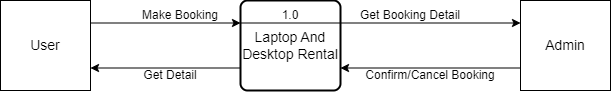 Make Booking
1.0
Get Booking Detail
User
Laptop And
Desktop Rental
Admin
Get Detail
Confirm/Cancel Booking